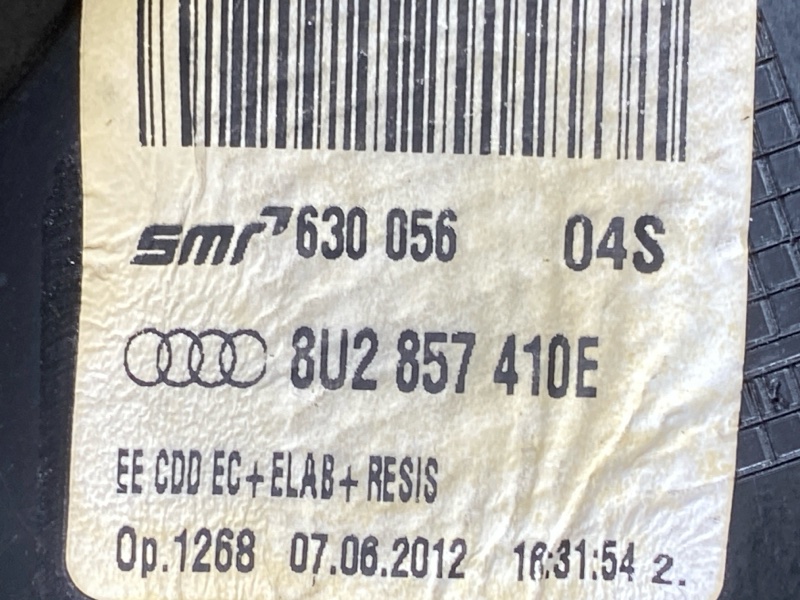 smr 630 056 04S
8U2 857 410E
EE CDD EC+ELAB+RESIS
Op.1268 07.06.2012 16:31:54 2.